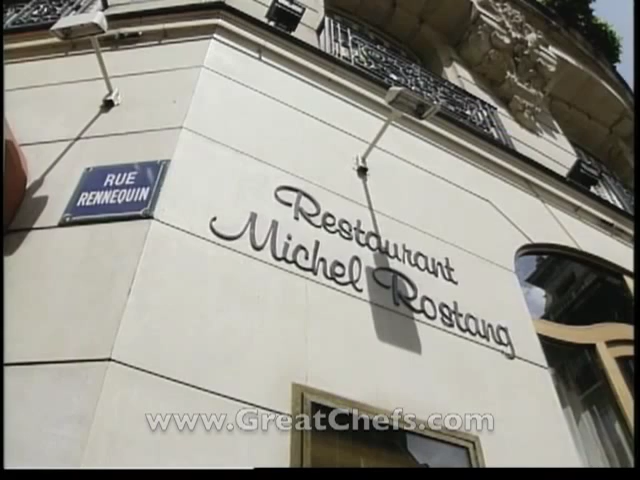 RUE
RENNEQUIN
Restaurant
Michel Rostang
www.GreatChefs.com